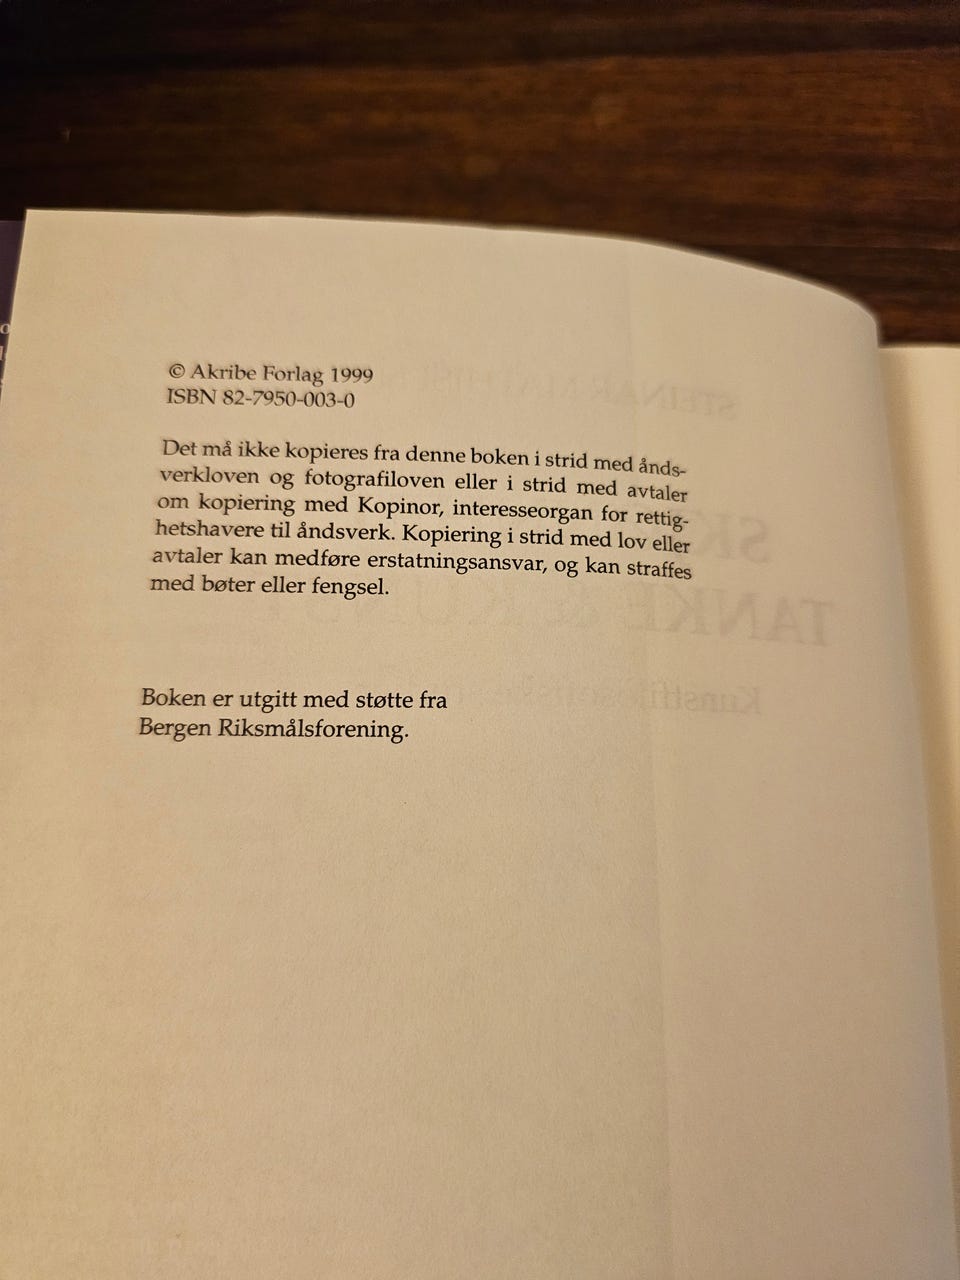 © Akribe Forlag 1999
ISBN 82-7950-003-0
Det må ikke kopieres fra denne boken i strid med ånds-
verkloven og fotografiloven eller i strid med avtaler
om kopiering med Kopinor, interesseorgan for rettig-
hetshavere til åndsverk. Kopiering i strid med lov eller
avtaler kan medføre erstatningsansvar, og kan straffes
med bøter eller fengsel.
Boken er utgitt med støtte fra
Bergen Riksmålsforening.